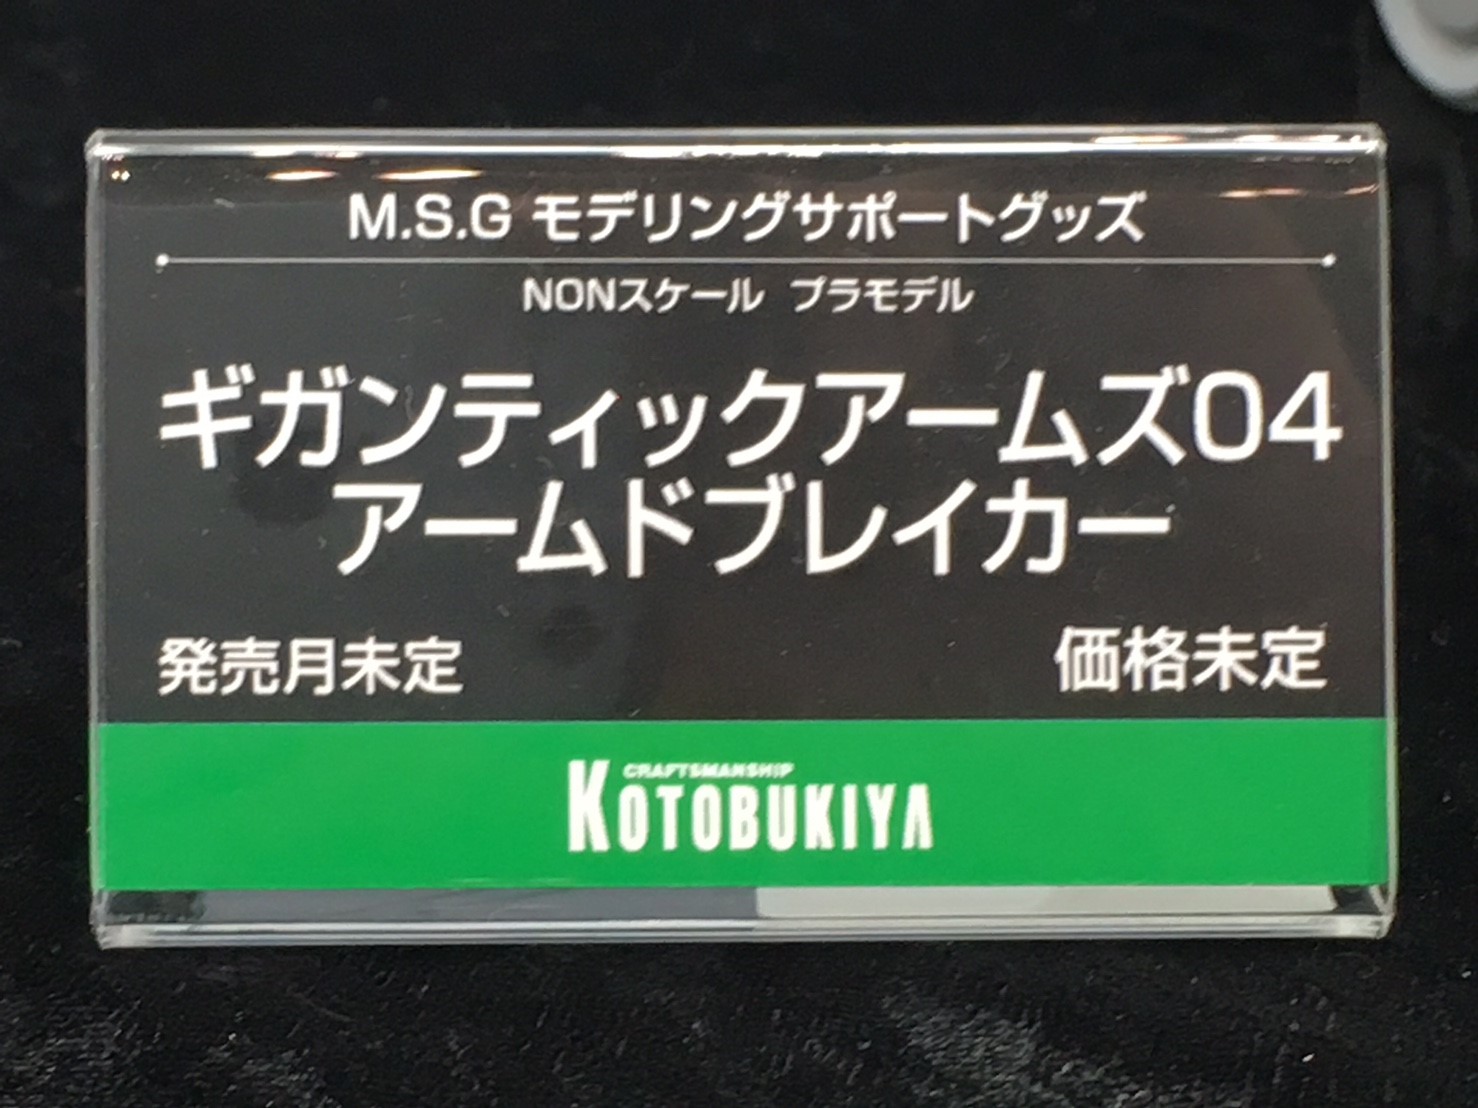 M.S.G モデリングサポートグッズ
NONスケール プラモデル
ギガンティックアームズ04
アームドブレイカー
発売月未定
価格未定
CRAFTSMANSHIP
KOTOBUKIYA